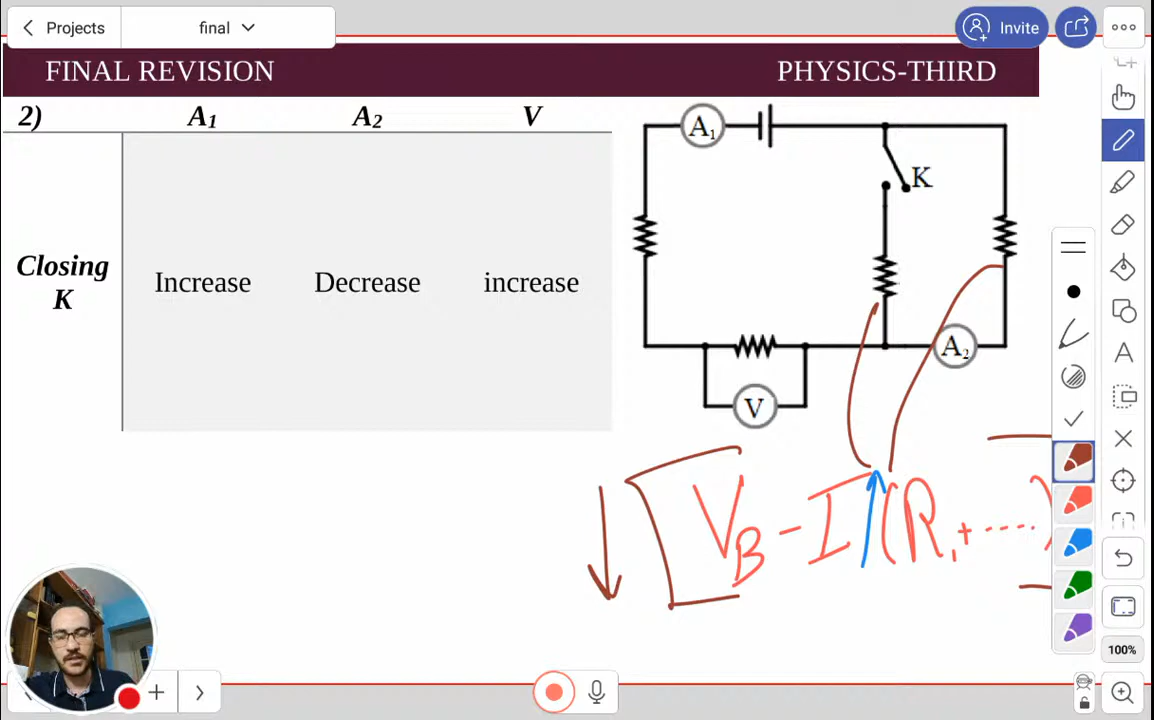 Projects
final
Invite
FINAL REVISION
PHYSICS-THIRD
2) A1 A2 V
Closing K Increase Decrease increase
A1
K
A2
V
VB - I (R1 + ....)
A
100%